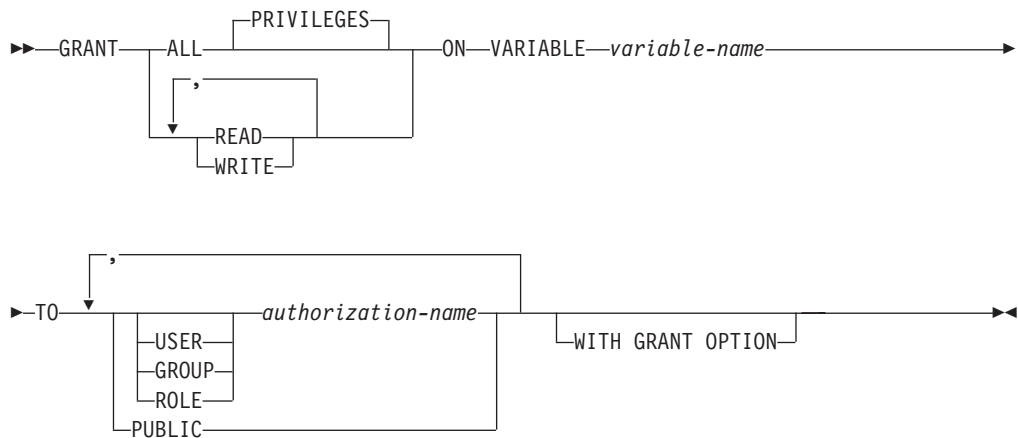 PRIVILEGES
GRANT ALL ON VARIABLE variable-name
,
READ
WRITE
,
TO authorization-name
USER WITH GRANT OPTION
GROUP
ROLE
PUBLIC